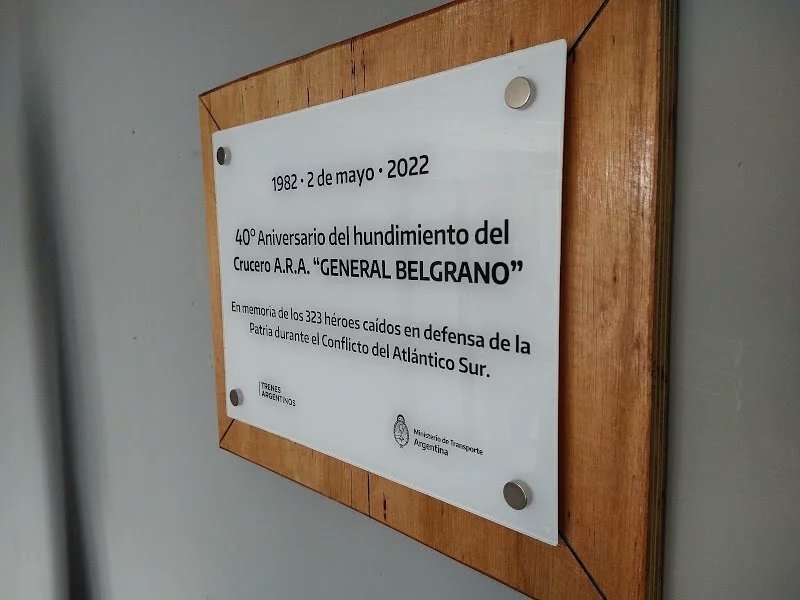 1982 • 2 de mayo • 2022
40º Aniversario del hundimiento del
Crucero A.R.A. “GENERAL BELGRANO”
En memoria de los 323 héroes caídos en defensa de la
Patria durante el Conflicto del Atlántico Sur.
TRENES
ARGENTINOS
Ministerio de Transporte
Argentina